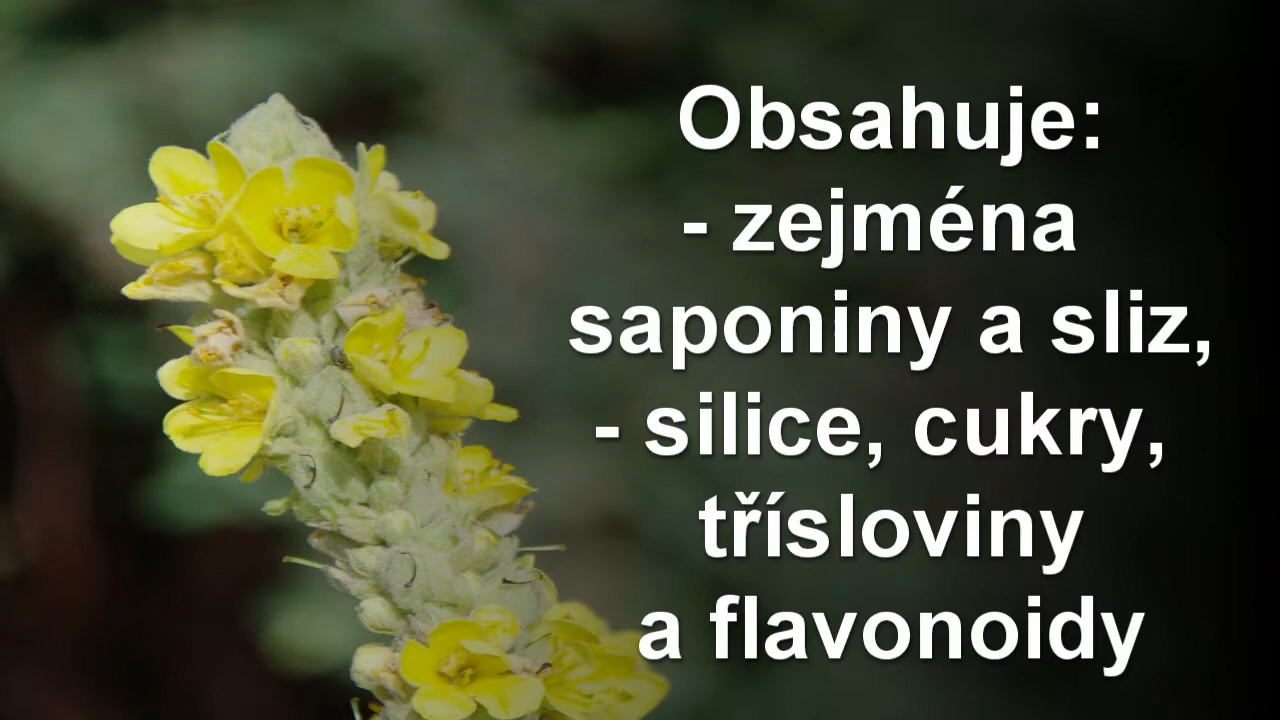 Obsahuje:
- zejména
saponiny a sliz,
- silice, cukry,
třísloviny
a flavonoidy